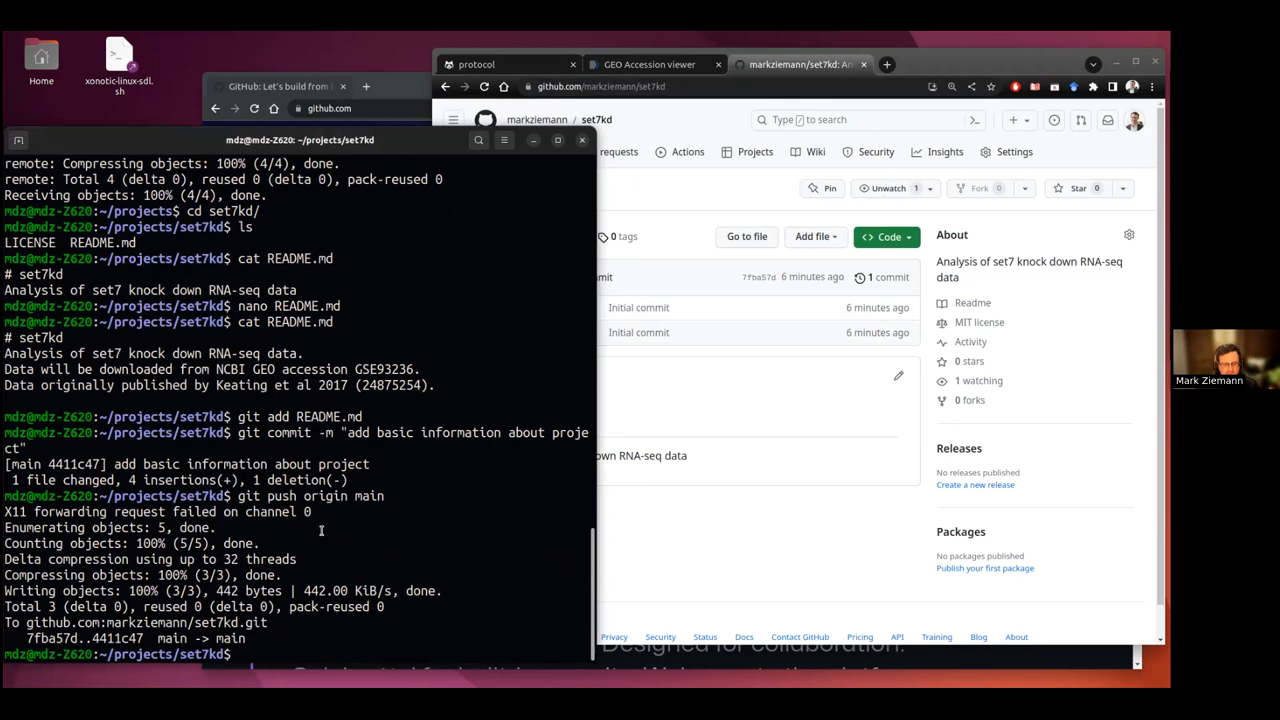 Home
xonotic-linux-sdl.
sh
GitHub: Let's build from
github.com
protocol
GEO Accession viewer
markziemann/set7kd: An
github.com/markziemann/set7kd
markziemann / set7kd
Type / to search
requests
Actions
Projects
Wiki
Security
Insights
Settings
Pin
Unwatch 1
Fork 0
Star 0
0 tags
Go to file
Add file
<> Code
About
Analysis of set7 knock down RNA-seq
data
mit
7fba57d 6 minutes ago
1 commit
Initial commit
6 minutes ago
Initial commit
6 minutes ago
Readme
MIT license
Activity
0 stars
1 watching
0 forks
own RNA-seq data
Releases
No releases published
Create a new release
Packages
No packages published
Publish your first package
Privacy
Security
Status
Docs
Contact GitHub
Pricing
API
Training
Blog
About
Designed for collaboration.
mdz@mdz-Z620: ~/projects/set7kd
remote: Compressing objects: 100% (4/4), done.
remote: Total 4 (delta 0), reused 0 (delta 0), pack-reused 0
Receiving objects: 100% (4/4), done.
mdz@mdz-Z620:~/projects$ cd set7kd/
mdz@mdz-Z620:~/projects/set7kd$ ls
LICENSE  README.md
mdz@mdz-Z620:~/projects/set7kd$ cat README.md
# set7kd
Analysis of set7 knock down RNA-seq data
mdz@mdz-Z620:~/projects/set7kd$ nano README.md
mdz@mdz-Z620:~/projects/set7kd$ cat README.md
# set7kd
Analysis of set7 knock down RNA-seq data.
Data will be downloaded from NCBI GEO accession GSE93236.
Data originally published by Keating et al 2017 (24875254).
mdz@mdz-Z620:~/projects/set7kd$ git add README.md
mdz@mdz-Z620:~/projects/set7kd$ git commit -m "add basic information about proje
ct"
[main 4411c47] add basic information about project
1 file changed, 4 insertions(+), 1 deletion(-)
mdz@mdz-Z620:~/projects/set7kd$ git push origin main
X11 forwarding request failed on channel 0
Enumerating objects: 5, done.
Counting objects: 100% (5/5), done.
Delta compression using up to 32 threads
Compressing objects: 100% (3/3), done.
Writing objects: 100% (3/3), 442 bytes | 442.00 KiB/s, done.
Total 3 (delta 0), reused 0 (delta 0), pack-reused 0
To github.com:markziemann/set7kd.git
7fba57d..4411c47  main -> main
mdz@mdz-Z620:~/projects/set7kd$
Mark Ziemann